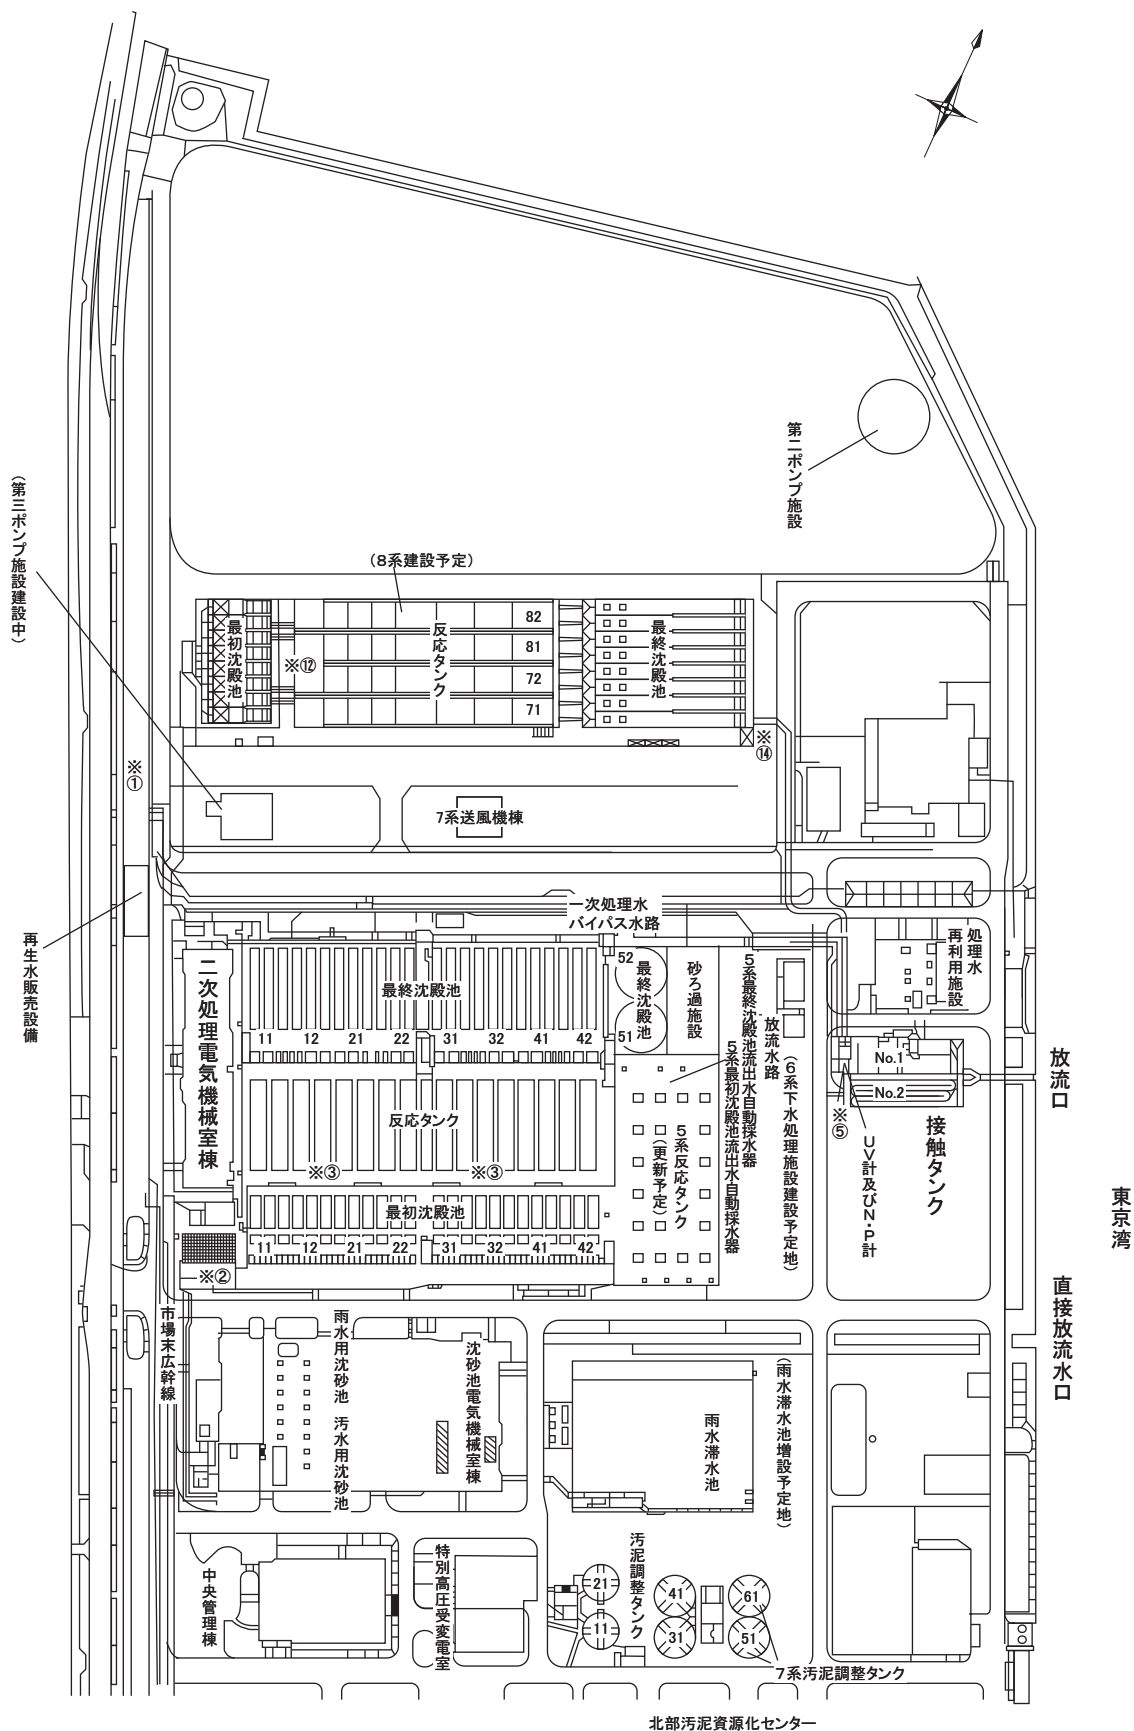 第二ポンプ施設
（第三ポンプ施設建設中）
（8系建設予定）
最初沈殿池
※⑫
反応タンク
82
81
72
71
最終沈殿池
※⑭
※①
7系送風機棟
一次処理水
バイパス水路
再生水販売設備
二次処理電気機械室棟
最終沈殿池
11 12 21 22 31 32 41 42
反応タンク
※③ ※③
最初沈殿池
11 12 21 22 31 32 41 42
※②
52
最終沈殿池
51
砂ろ過施設
5系最終沈殿池流出水自動採水器
5系最初沈殿池流出水自動採水器
放流水路
5系反応タンク
（更新予定）
（6系下水処理施設建設予定地）
処理水
再利用施設
No.1
No.2
※⑤
UV計及びN・P計
接触タンク
放流口
東京湾
直接放流水口
市場末広幹線
雨水用沈砂池
汚水用沈砂池
沈砂池電気機械室棟
雨水滞水池
（雨水滞水池増設予定地）
中央管理棟
特別高圧受変電室
汚泥調整タンク
21
11
41
31
61
51
7系汚泥調整タンク
北部汚泥資源化センター